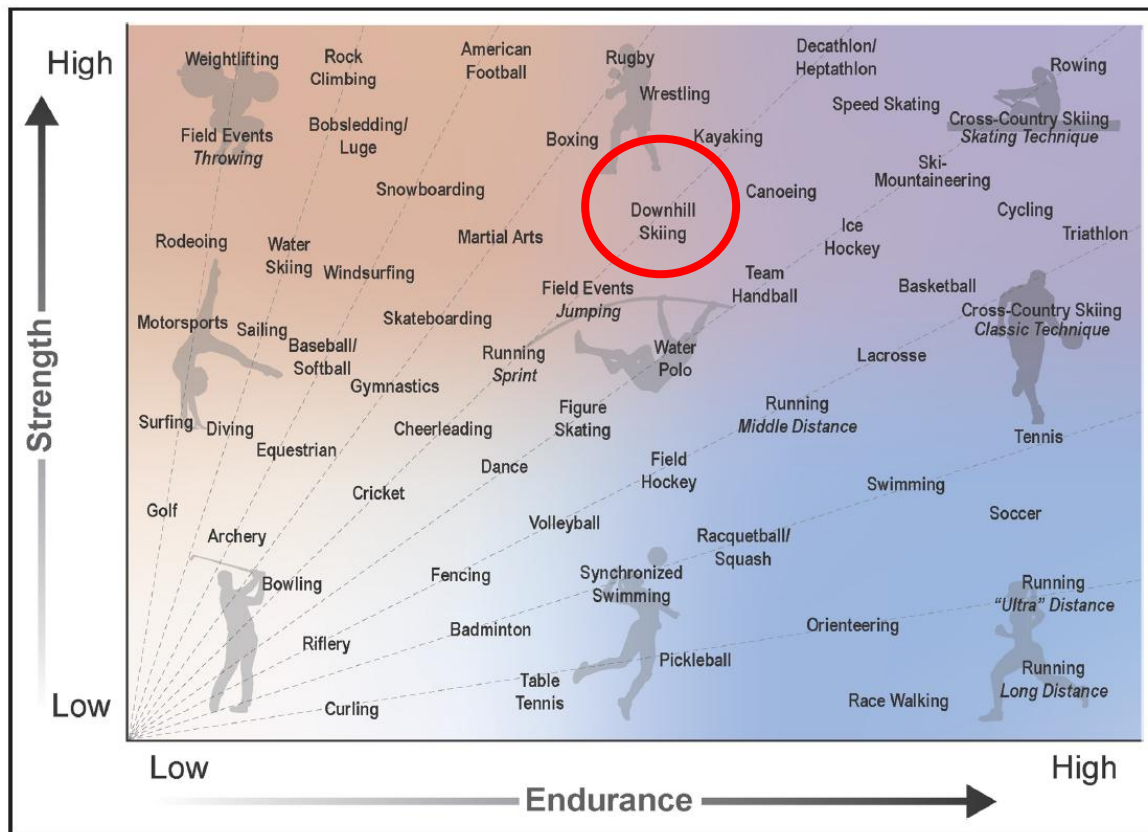 High
Low
Strength
Weightlifting
Rock
Climbing
American
Football
Rugby
Decathlon/
Heptathlon
Rowing
Wrestling
Speed Skating
Field Events
Throwing
Bobsledding/
Luge
Boxing
Kayaking
Cross-Country Skiing
Skating Technique
Snowboarding
Canoeing
Ski-
Mountaineering
Downhill
Skiing
Cycling
Rodeoing
Water
Skiing
Martial Arts
Ice
Hockey
Triathlon
Windsurfing
Field Events
Jumping
Team
Handball
Basketball
Motorsports
Sailing
Skateboarding
Cross-Country Skiing
Classic Technique
Baseball/
Softball
Running
Sprint
Water
Polo
Lacrosse
Gymnastics
Surfing
Diving
Cheerleading
Figure
Skating
Running
Middle Distance
Tennis
Equestrian
Dance
Field
Hockey
Swimming
Cricket
Golf
Volleyball
Soccer
Archery
Racquetball/
Squash
Bowling
Fencing
Synchronized
Swimming
Running
"Ultra" Distance
Riflery
Badminton
Orienteering
Pickleball
Table
Tennis
Running
Long Distance
Curling
Race Walking
Low
High
Endurance